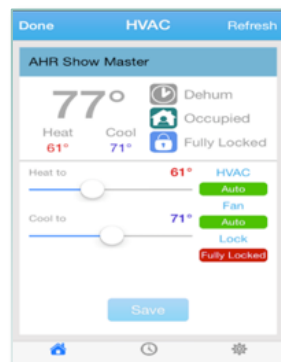 Done HVAC Refresh
AHR Show Master
77° Dehum
Occupied
Heat Cool Fully Locked
61° 71°
Heat to 61° HVAC
Auto
Fan
Cool to 71° Auto
Lock
Fully Locked
Save